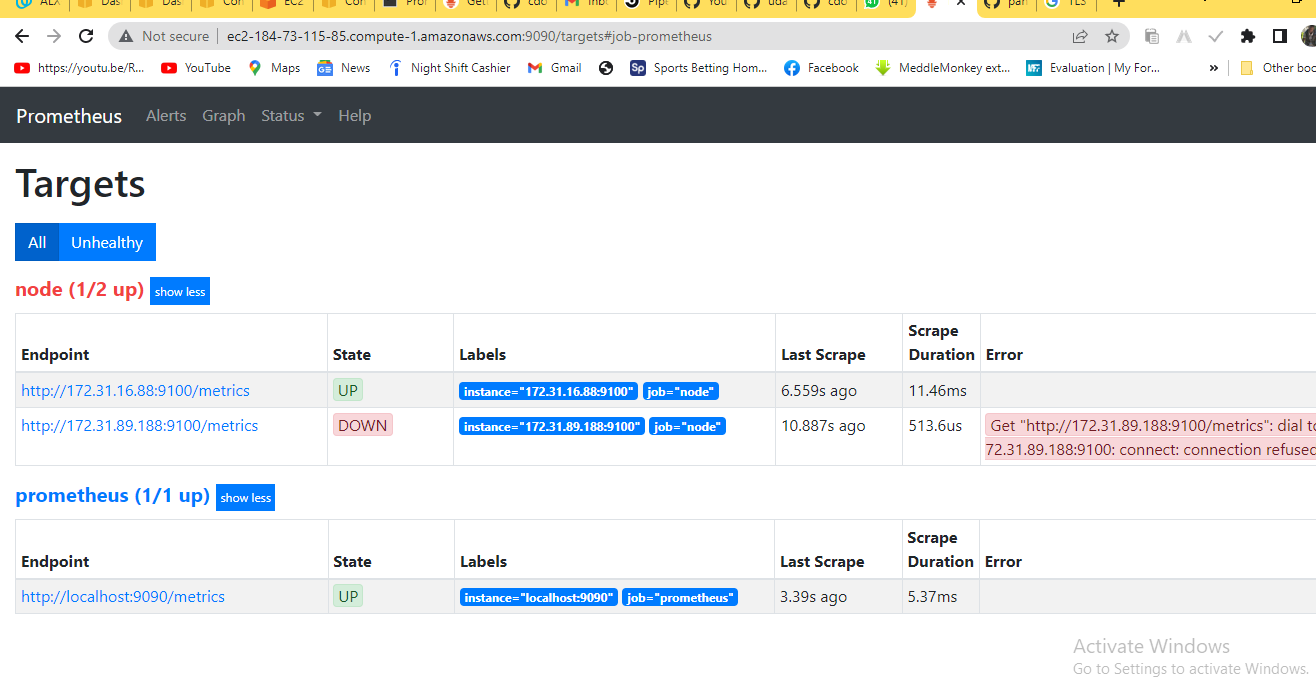 ALX
Das
Das
Con
EC2
Con
Prof
Get
cdo
Inb
Pipe
You
uda
cdo
(41)
pan
TLS
Not secure
ec2-184-73-115-85.compute-1.amazonaws.com:9090/targets#job-prometheus
https://youtu.be/R...
YouTube
Maps
News
Night Shift Cashier
Gmail
Sports Betting Hom...
Facebook
MeddleMonkey ext...
Evaluation | My For...
»
Other boo
Prometheus Alerts Graph Status Help
Targets
All Unhealthy
node (1/2 up) show less
Endpoint State Labels Last Scrape Scrape Duration Error
http://172.31.16.88:9100/metrics UP instance="172.31.16.88:9100" job="node" 6.559s ago 11.46ms
http://172.31.89.188:9100/metrics DOWN instance="172.31.89.188:9100" job="node" 10.887s ago 513.6us Get "http://172.31.89.188:9100/metrics": dial to
72.31.89.188:9100: connect: connection refused
prometheus (1/1 up) show less
Endpoint State Labels Last Scrape Scrape Duration Error
http://localhost:9090/metrics UP instance="localhost:9090" job="prometheus" 3.39s ago 5.37ms
Activate Windows
Go to Settings to activate Windows.